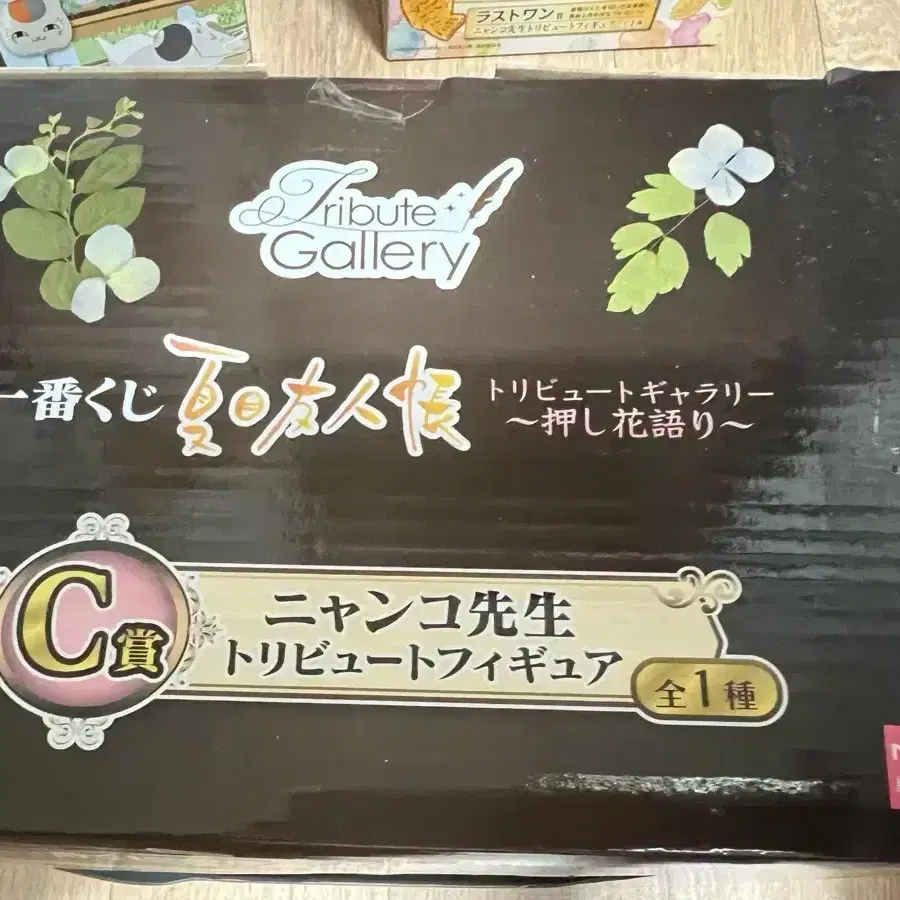 ラストワン賞
ニャンコ先生トリビュートフィギュア
Tribute
Gallery
一番くじ 夏目友人帳 トリビュートギャラリー
～押し花語り～
C賞
ニャンコ先生
トリビュートフィギュア
全1種